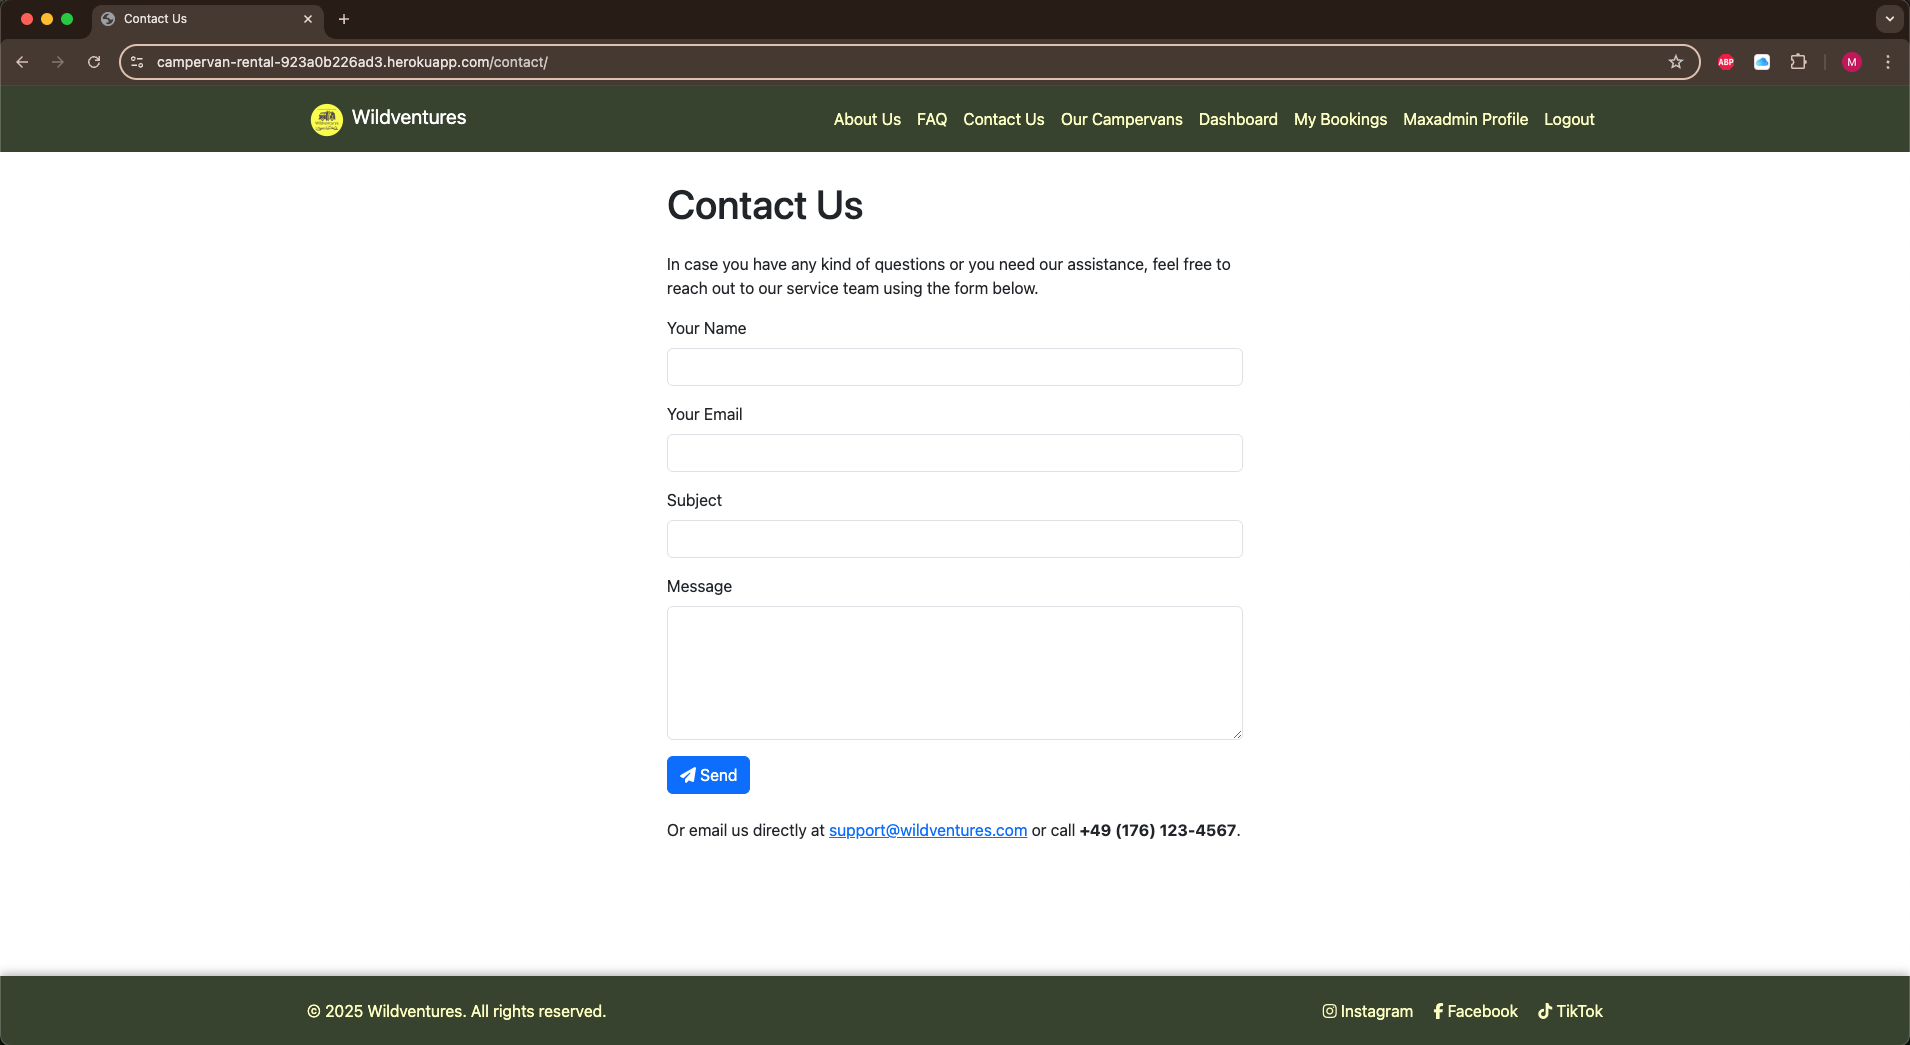 Contact Us
campervan-rental-923a0b226ad3.herokuapp.com/contact/
ABP
M
Wildventures
About Us FAQ Contact Us Our Campervans Dashboard My Bookings Maxadmin Profile Logout
Contact Us
In case you have any kind of questions or you need our assistance, feel free to
reach out to our service team using the form below.
Your Name
Your Email
Subject
Message
Send
Or email us directly at support@wildventures.com or call +49 (176) 123-4567.
© 2025 Wildventures. All rights reserved.
Instagram Facebook TikTok